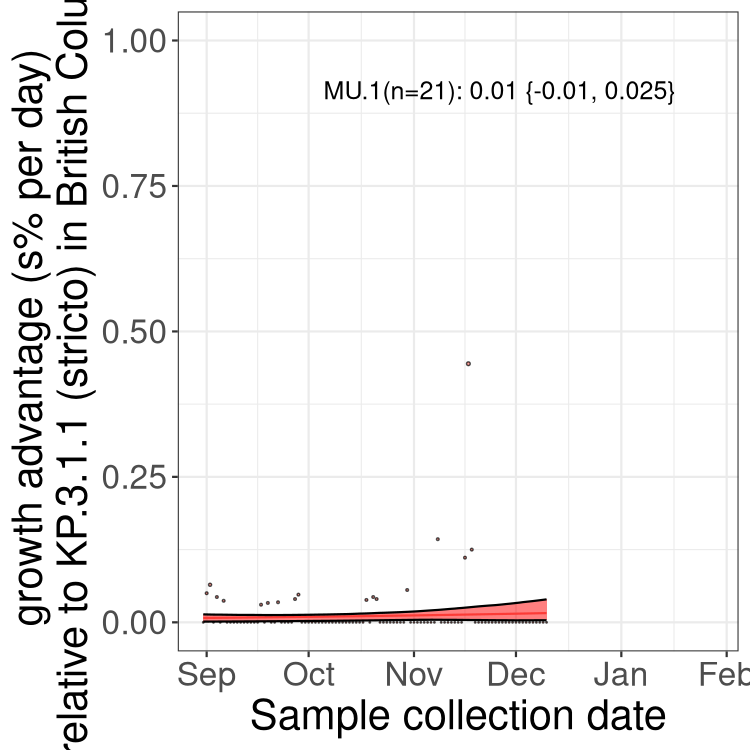 growth advantage (s% per day)
relative to KP.3.1.1 (stricto) in British
1.00
0.75
0.50
0.25
0.00
MU.1(n=21): 0.01 {-0.01, 0.025}
Sep
Oct
Nov
Dec
Jan
Feb
Sample collection date